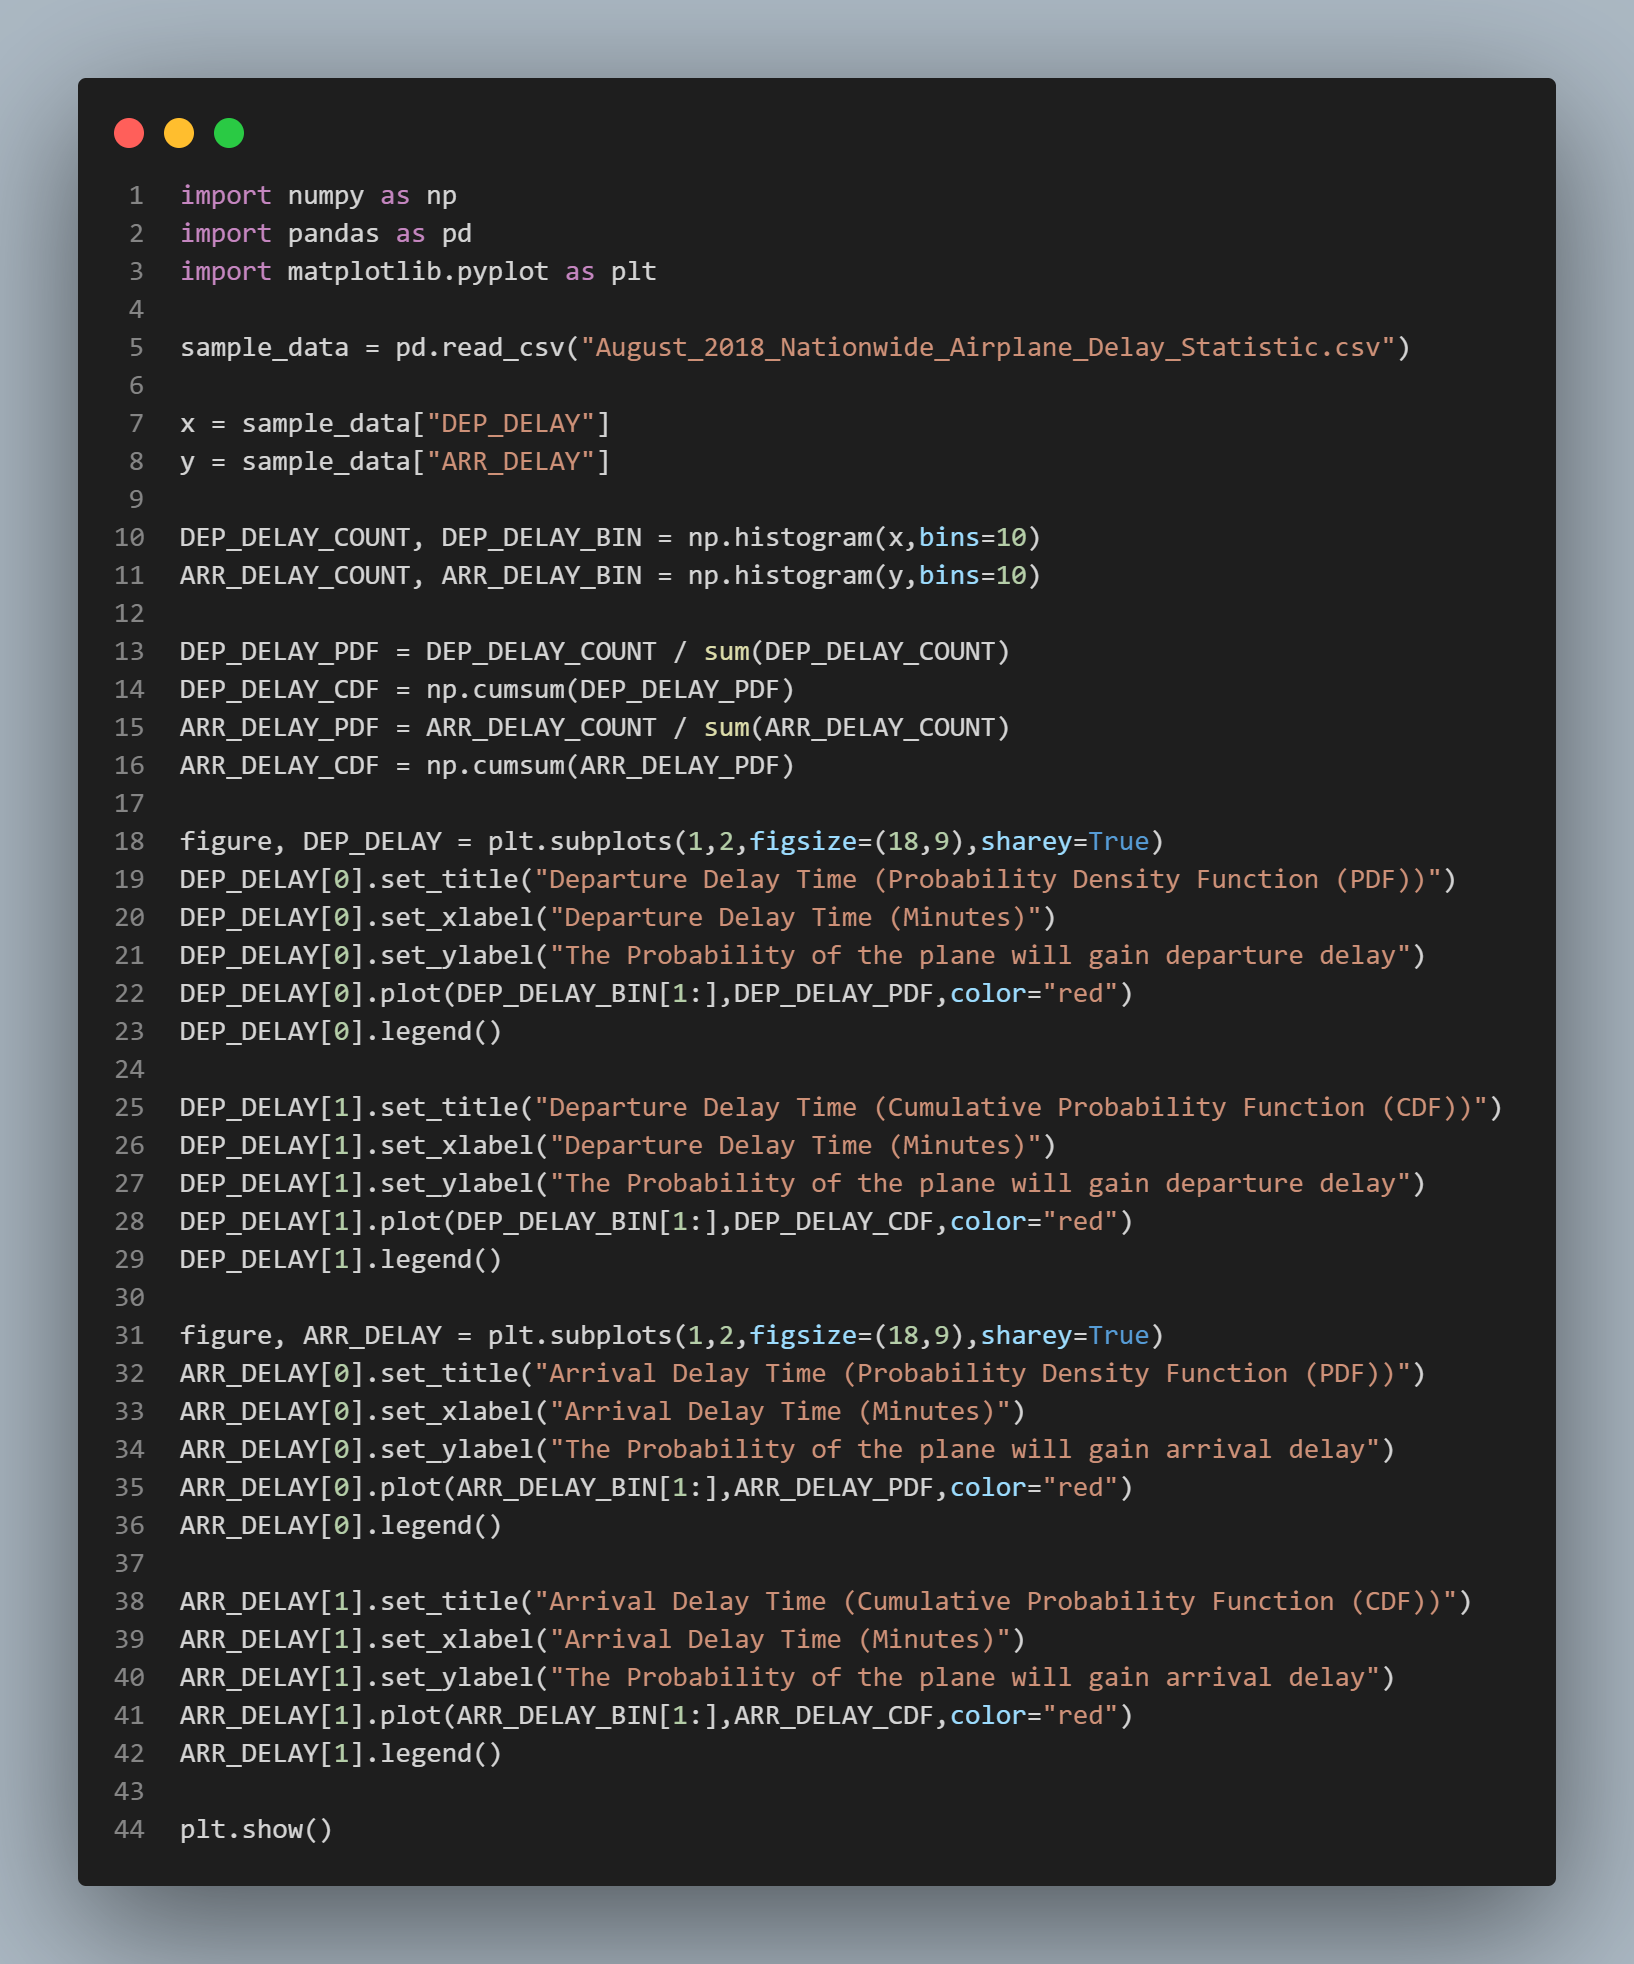 1 import numpy as np
2 import pandas as pd
3 import matplotlib.pyplot as plt
4
5 sample_data = pd.read_csv("August_2018_Nationwide_Airplane_Delay_Statistic.csv")
6
7 x = sample_data["DEP_DELAY"]
8 y = sample_data["ARR_DELAY"]
9
10 DEP_DELAY_COUNT, DEP_DELAY_BIN = np.histogram(x,bins=10)
11 ARR_DELAY_COUNT, ARR_DELAY_BIN = np.histogram(y,bins=10)
12
13 DEP_DELAY_PDF = DEP_DELAY_COUNT / sum(DEP_DELAY_COUNT)
14 DEP_DELAY_CDF = np.cumsum(DEP_DELAY_PDF)
15 ARR_DELAY_PDF = ARR_DELAY_COUNT / sum(ARR_DELAY_COUNT)
16 ARR_DELAY_CDF = np.cumsum(ARR_DELAY_PDF)
17
18 figure, DEP_DELAY = plt.subplots(1,2,figsize=(18,9),sharey=True)
19 DEP_DELAY[0].set_title("Departure Delay Time (Probability Density Function (PDF))")
20 DEP_DELAY[0].set_xlabel("Departure Delay Time (Minutes)")
21 DEP_DELAY[0].set_ylabel("The Probability of the plane will gain departure delay")
22 DEP_DELAY[0].plot(DEP_DELAY_BIN[1:],DEP_DELAY_PDF,color="red")
23 DEP_DELAY[0].legend()
24
25 DEP_DELAY[1].set_title("Departure Delay Time (Cumulative Probability Function (CDF))")
26 DEP_DELAY[1].set_xlabel("Departure Delay Time (Minutes)")
27 DEP_DELAY[1].set_ylabel("The Probability of the plane will gain departure delay")
28 DEP_DELAY[1].plot(DEP_DELAY_BIN[1:],DEP_DELAY_CDF,color="red")
29 DEP_DELAY[1].legend()
30
31 figure, ARR_DELAY = plt.subplots(1,2,figsize=(18,9),sharey=True)
32 ARR_DELAY[0].set_title("Arrival Delay Time (Probability Density Function (PDF))")
33 ARR_DELAY[0].set_xlabel("Arrival Delay Time (Minutes)")
34 ARR_DELAY[0].set_ylabel("The Probability of the plane will gain arrival delay")
35 ARR_DELAY[0].plot(ARR_DELAY_BIN[1:],ARR_DELAY_PDF,color="red")
36 ARR_DELAY[0].legend()
37
38 ARR_DELAY[1].set_title("Arrival Delay Time (Cumulative Probability Function (CDF))")
39 ARR_DELAY[1].set_xlabel("Arrival Delay Time (Minutes)")
40 ARR_DELAY[1].set_ylabel("The Probability of the plane will gain arrival delay")
41 ARR_DELAY[1].plot(ARR_DELAY_BIN[1:],ARR_DELAY_CDF,color="red")
42 ARR_DELAY[1].legend()
43
44 plt.show()